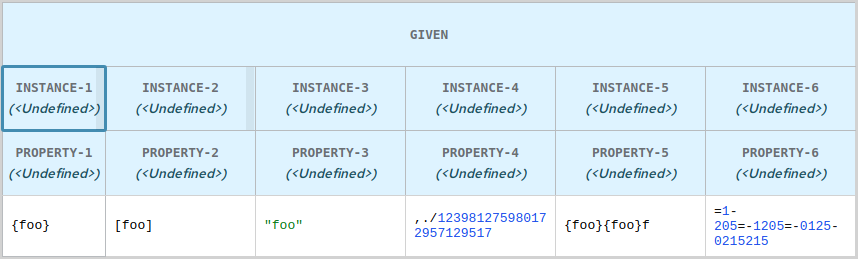 GIVEN
INSTANCE-1 INSTANCE-2 INSTANCE-3 INSTANCE-4 INSTANCE-5 INSTANCE-6
(<Undefined>) (<Undefined>) (<Undefined>) (<Undefined>) (<Undefined>) (<Undefined>)
PROPERTY-1 PROPERTY-2 PROPERTY-3 PROPERTY-4 PROPERTY-5 PROPERTY-6
(<Undefined>) (<Undefined>) (<Undefined>) (<Undefined>) (<Undefined>) (<Undefined>)
{foo}
[foo]
"foo"
,./12398127598017
2957129517
{foo}{foo}f
=1-
205=-1205=-0125-
0215215